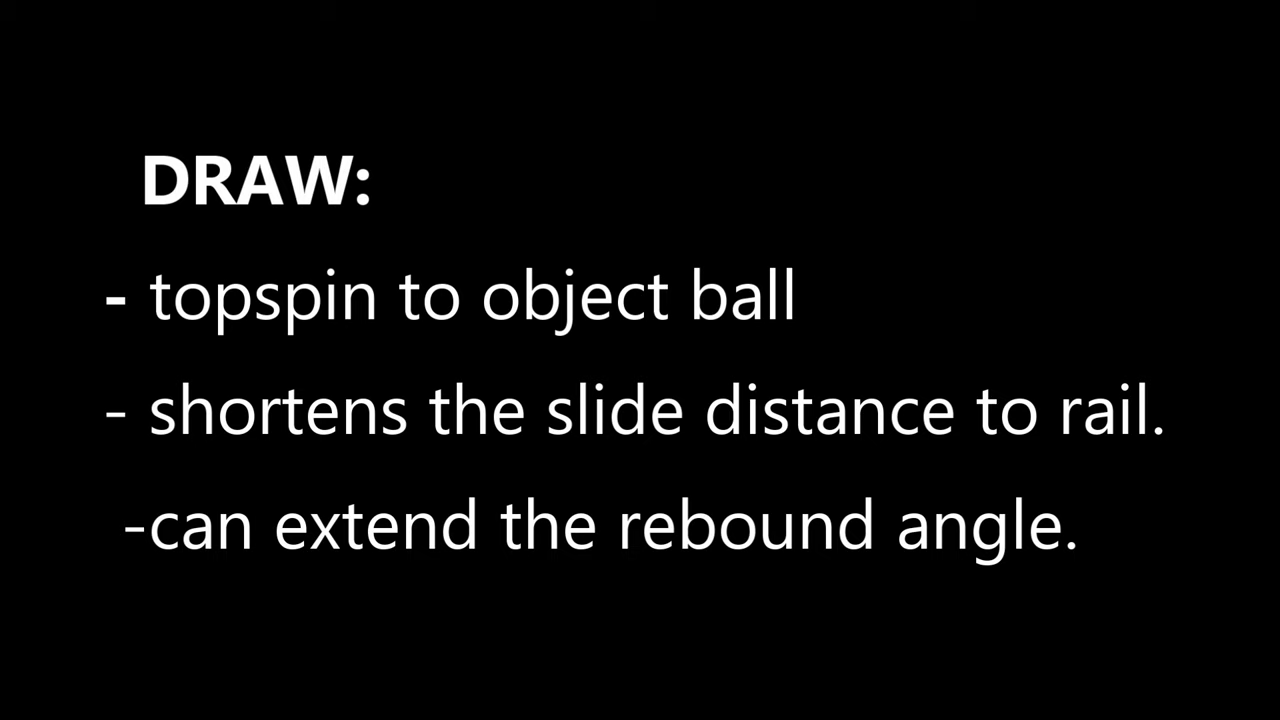 DRAW:
- topspin to object ball
- shortens the slide distance to rail.
-can extend the rebound angle.